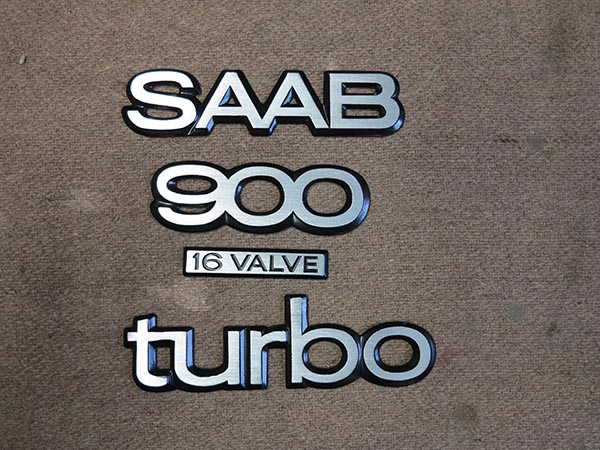 SAAB
900
16 VALVE
turbo